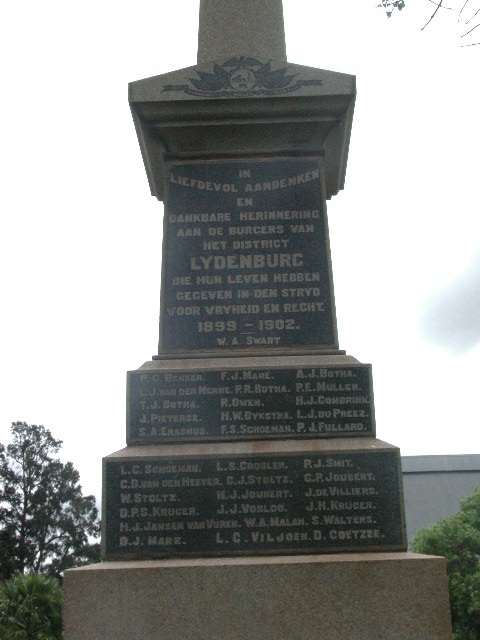 IN
LIEFDEVOL AANDENKEN
EN
DANKBARE HERINNERING
AAN DE BURGERS VAN
HET DISTRICT
LYDENBURG
DIE HUN LEVEN HEBBEN
GEGEVEN IN DEN STRYD
VOOR VRYHEID EN RECHT.
1899 - 1902.
W. A. SWART
F. J. MARÉ. A. J. BOTHA.
L. J. VAN DER MERWE. P. R. BOTHA. P. E. MULLER.
T. J. BOTHA. R. OWEN. H. J. COMBRINK.
J. PIETERSE. H. W. DYKSTRA. L. J. DU PREEZ.
S. A. ERASMUS. F. S. SCHOEMAN. P. J. FULLARD.
L. C. SCHOEMAN. L. S. CROSLER. P. J. SMIT.
C. D. VAN DEN HEEVER. C. J. STOLTZ. C. P. JOUBERT.
W. STOLTZ. H. J. JOUBERT. J. DE VILLIERS.
D. P. S. KRUGER. J. J. VOSLOO. J. H. KRUGER.
H. J. JANSEN VAN VUREN. W. A. MALAN. S. WALTERS.
D. J. MARÉ. L. C. VILJOEN. D. COETZEE.